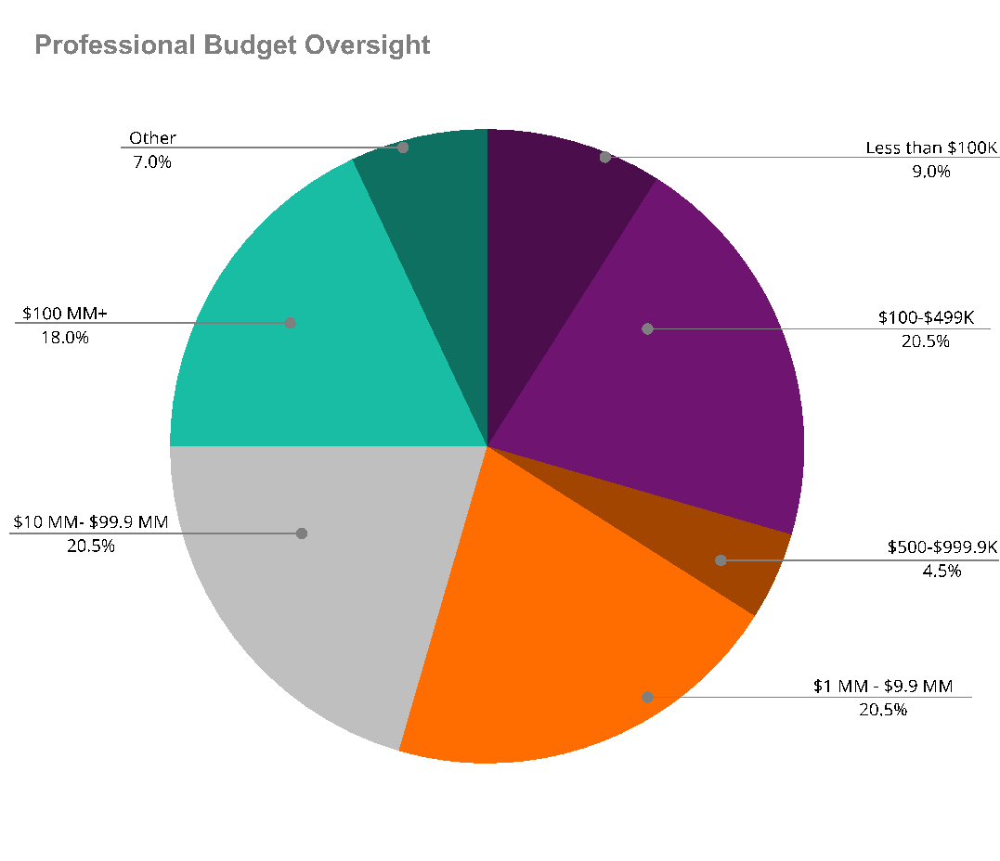 Professional Budget Oversight
Other
7.0%
Less than $100K
9.0%
$100 MM+
18.0%
$100-$499K
20.5%
$10 MM- $99.9 MM
20.5%
$500-$999.9K
4.5%
$1 MM - $9.9 MM
20.5%